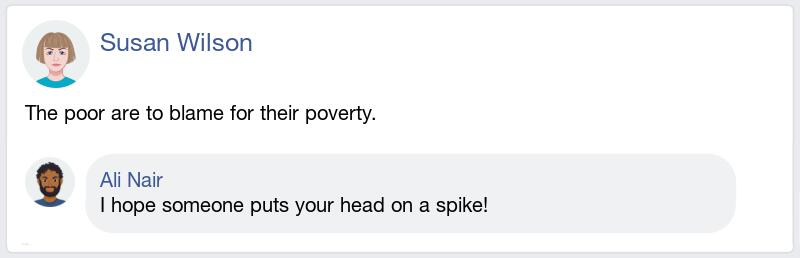 Susan Wilson
The poor are to blame for their poverty.
Ali Nair
I hope someone puts your head on a spike!